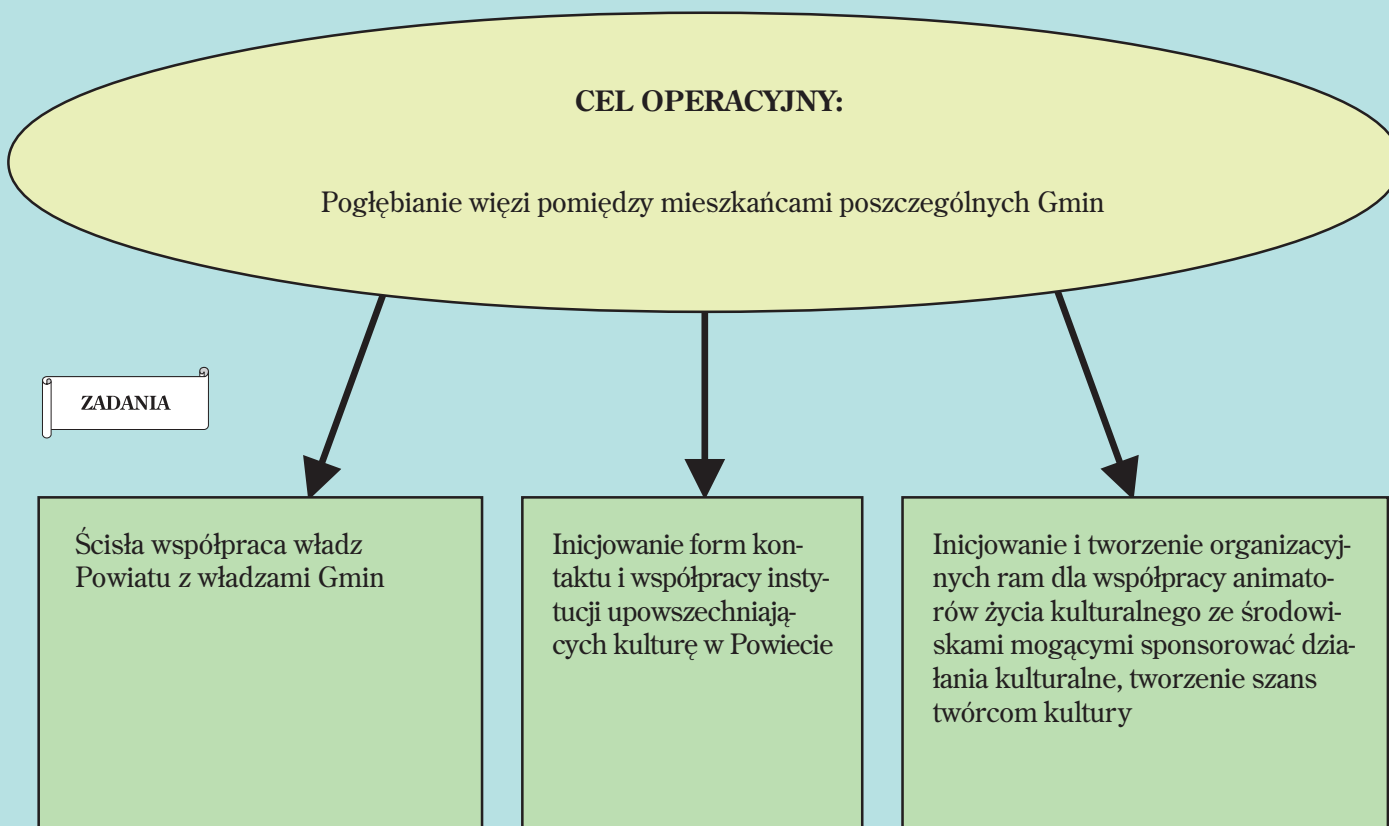 CEL OPERACYJNY:
Pogłębianie więzi pomiędzy mieszkańcami poszczególnych Gmin
ZADANIA
Ścisła współpraca władz
Powiatu z władzami Gmin
Inicjowanie form kon-
taktu i współpracy insty-
tucji upowszechniają-
cych kulturę w Powiecie
Inicjowanie i tworzenie organizacyj-
nych ram dla współpracy animato-
rów życia kulturalnego ze środowi-
skami mogącymi sponsorować dzia-
łania kulturalne, tworzenie szans
twórcom kultury